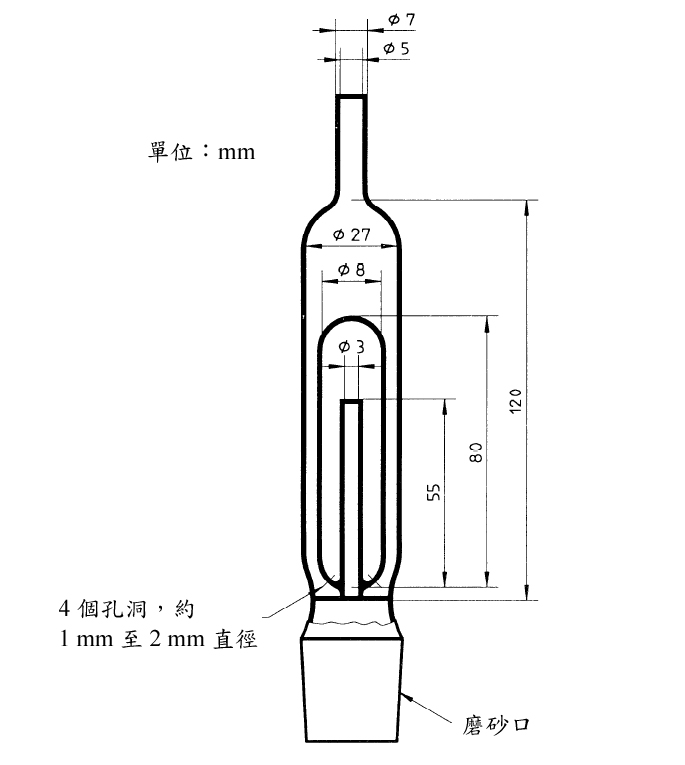 ϕ 7
ϕ 5
單位：mm
ϕ 27
ϕ 8
ϕ 3
120
80
55
4 個孔洞，約
1 mm 至 2 mm 直徑
磨砂口